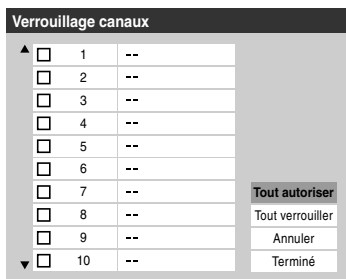 Verrouillage canaux
1 --
2 --
3 --
4 --
5 --
6 --
7 --
8 --
9 --
10 --
Tout autoriser
Tout verrouiller
Annuler
Terminé